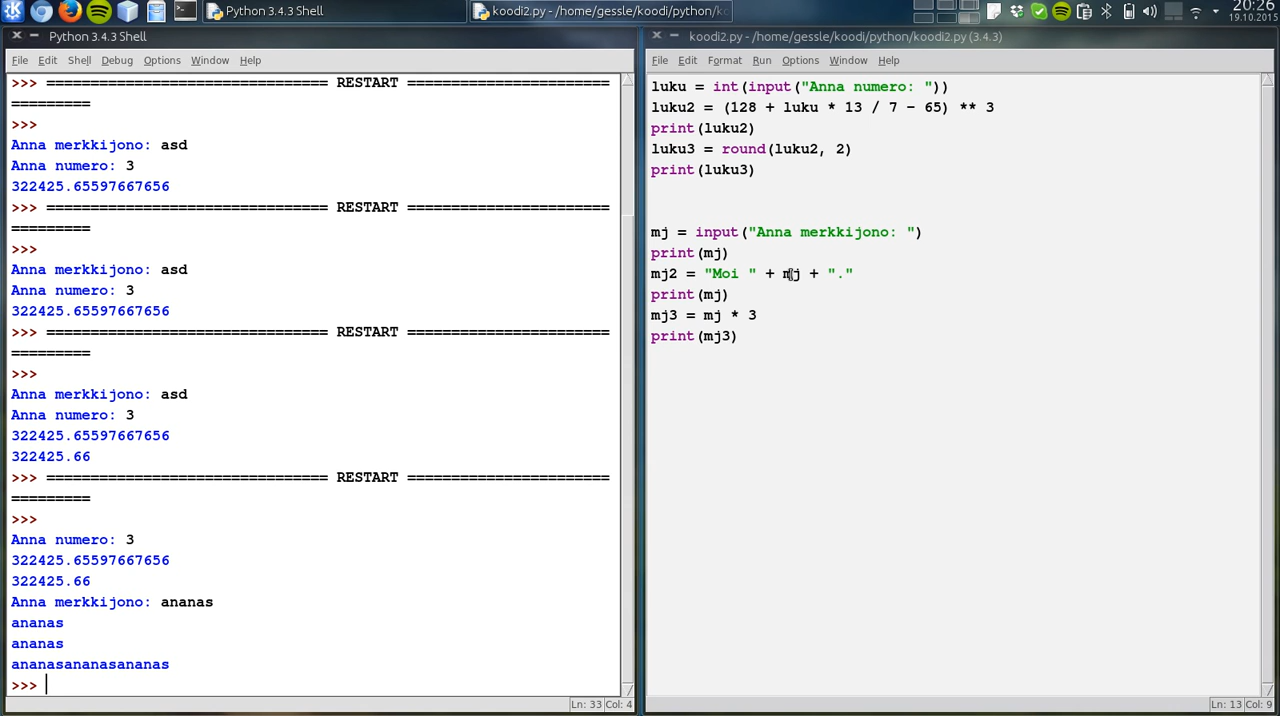 Python 3.4.3 Shell
koodi2.py - /home/gessle/koodi/python/k
20:26
19.10.2015
Python 3.4.3 Shell
File Edit Shell Debug Options Window Help
>>> ================================ RESTART =======================
=========
>>>
Anna merkkijono: asd
Anna numero: 3
322425.65597667656
>>> ================================ RESTART =======================
=========
>>>
Anna merkkijono: asd
Anna numero: 3
322425.65597667656
>>> ================================ RESTART =======================
=========
>>>
Anna merkkijono: asd
Anna numero: 3
322425.65597667656
322425.66
>>> ================================ RESTART =======================
=========
>>>
Anna numero: 3
322425.65597667656
322425.66
Anna merkkijono: ananas
ananas
ananas
ananasananasananas
>>>
Ln: 33 Col: 4
koodi2.py - /home/gessle/koodi/python/koodi2.py (3.4.3)
File Edit Format Run Options Window Help
luku = int(input("Anna numero: "))
luku2 = (128 + luku * 13 / 7 - 65) ** 3
print(luku2)
luku3 = round(luku2, 2)
print(luku3)
mj = input("Anna merkkijono: ")
print(mj)
mj2 = "Moi " + mj + "."
print(mj)
mj3 = mj * 3
print(mj3)
Ln: 13 Col: 9